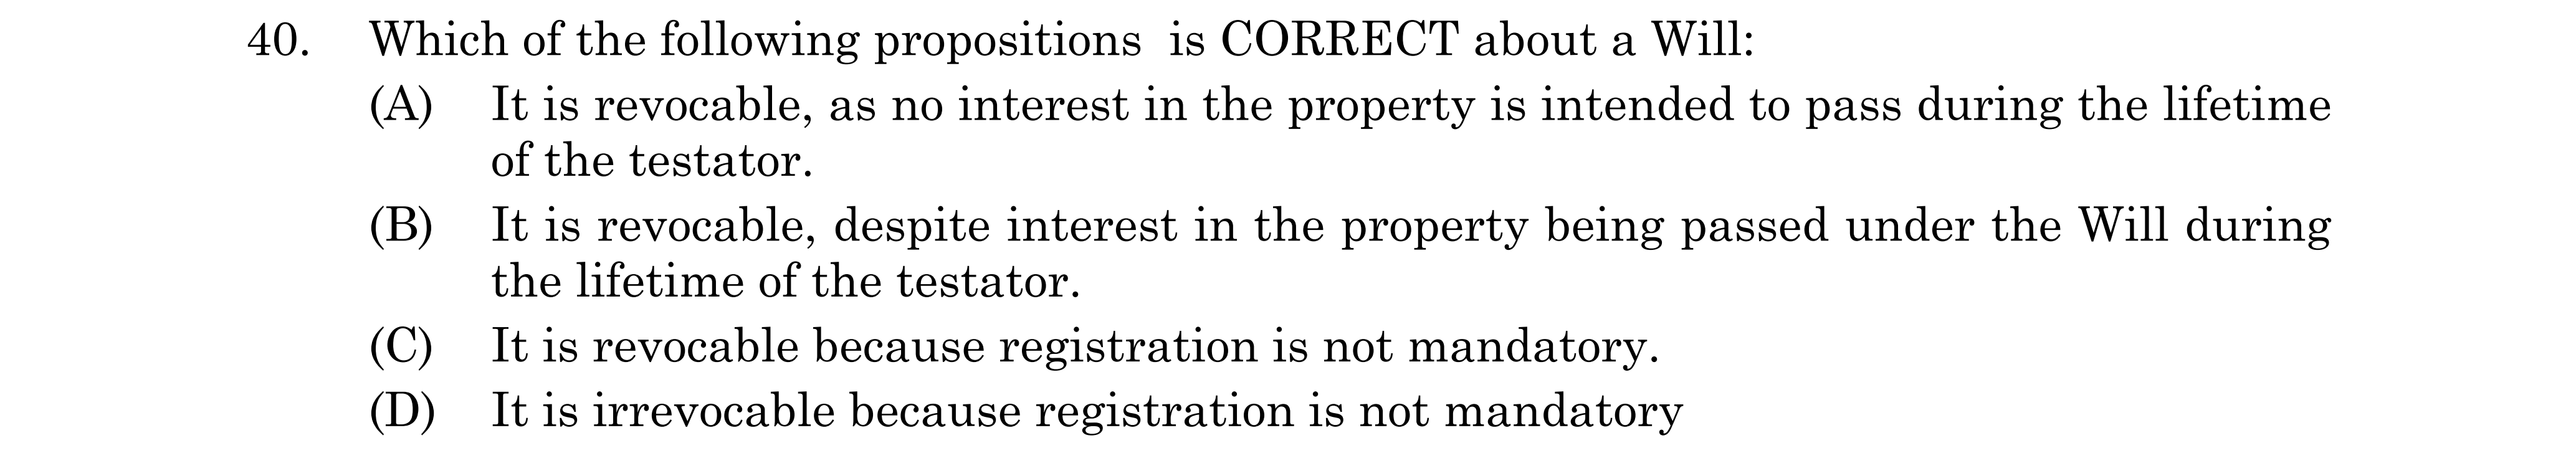 40. Which of the following propositions is CORRECT about a Will:
(A) It is revocable, as no interest in the property is intended to pass during the lifetime
of the testator.
(B) It is revocable, despite interest in the property being passed under the Will during
the lifetime of the testator.
(C) It is revocable because registration is not mandatory.
(D) It is irrevocable because registration is not mandatory